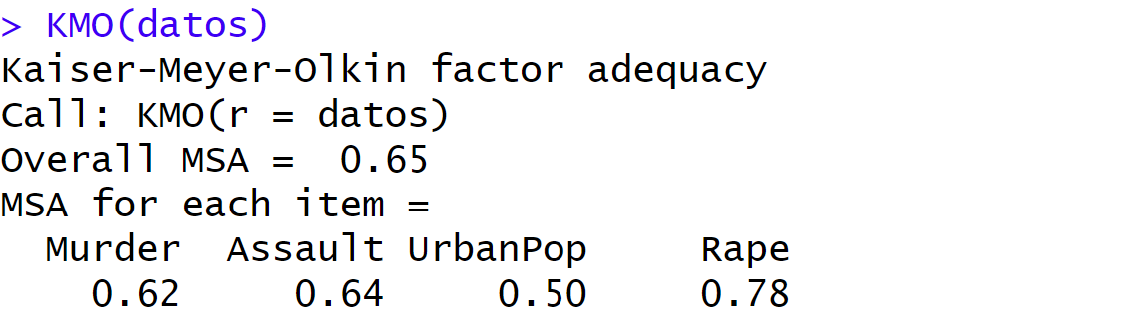 > KMO(datos)
Kaiser-Meyer-Olkin factor adequacy
Call: KMO(r = datos)
Overall MSA =  0.65
MSA for each item =
  Murder  Assault UrbanPop     Rape
    0.62     0.64     0.50     0.78